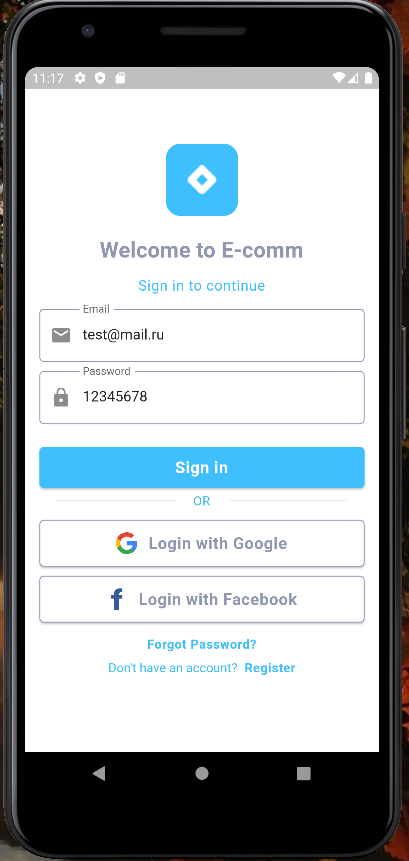 11:17
Welcome to E-comm
Sign in to continue
Email
test@mail.ru
Password
12345678
Sign in
OR
Login with Google
Login with Facebook
Forgot Password?
Don't have an account? Register